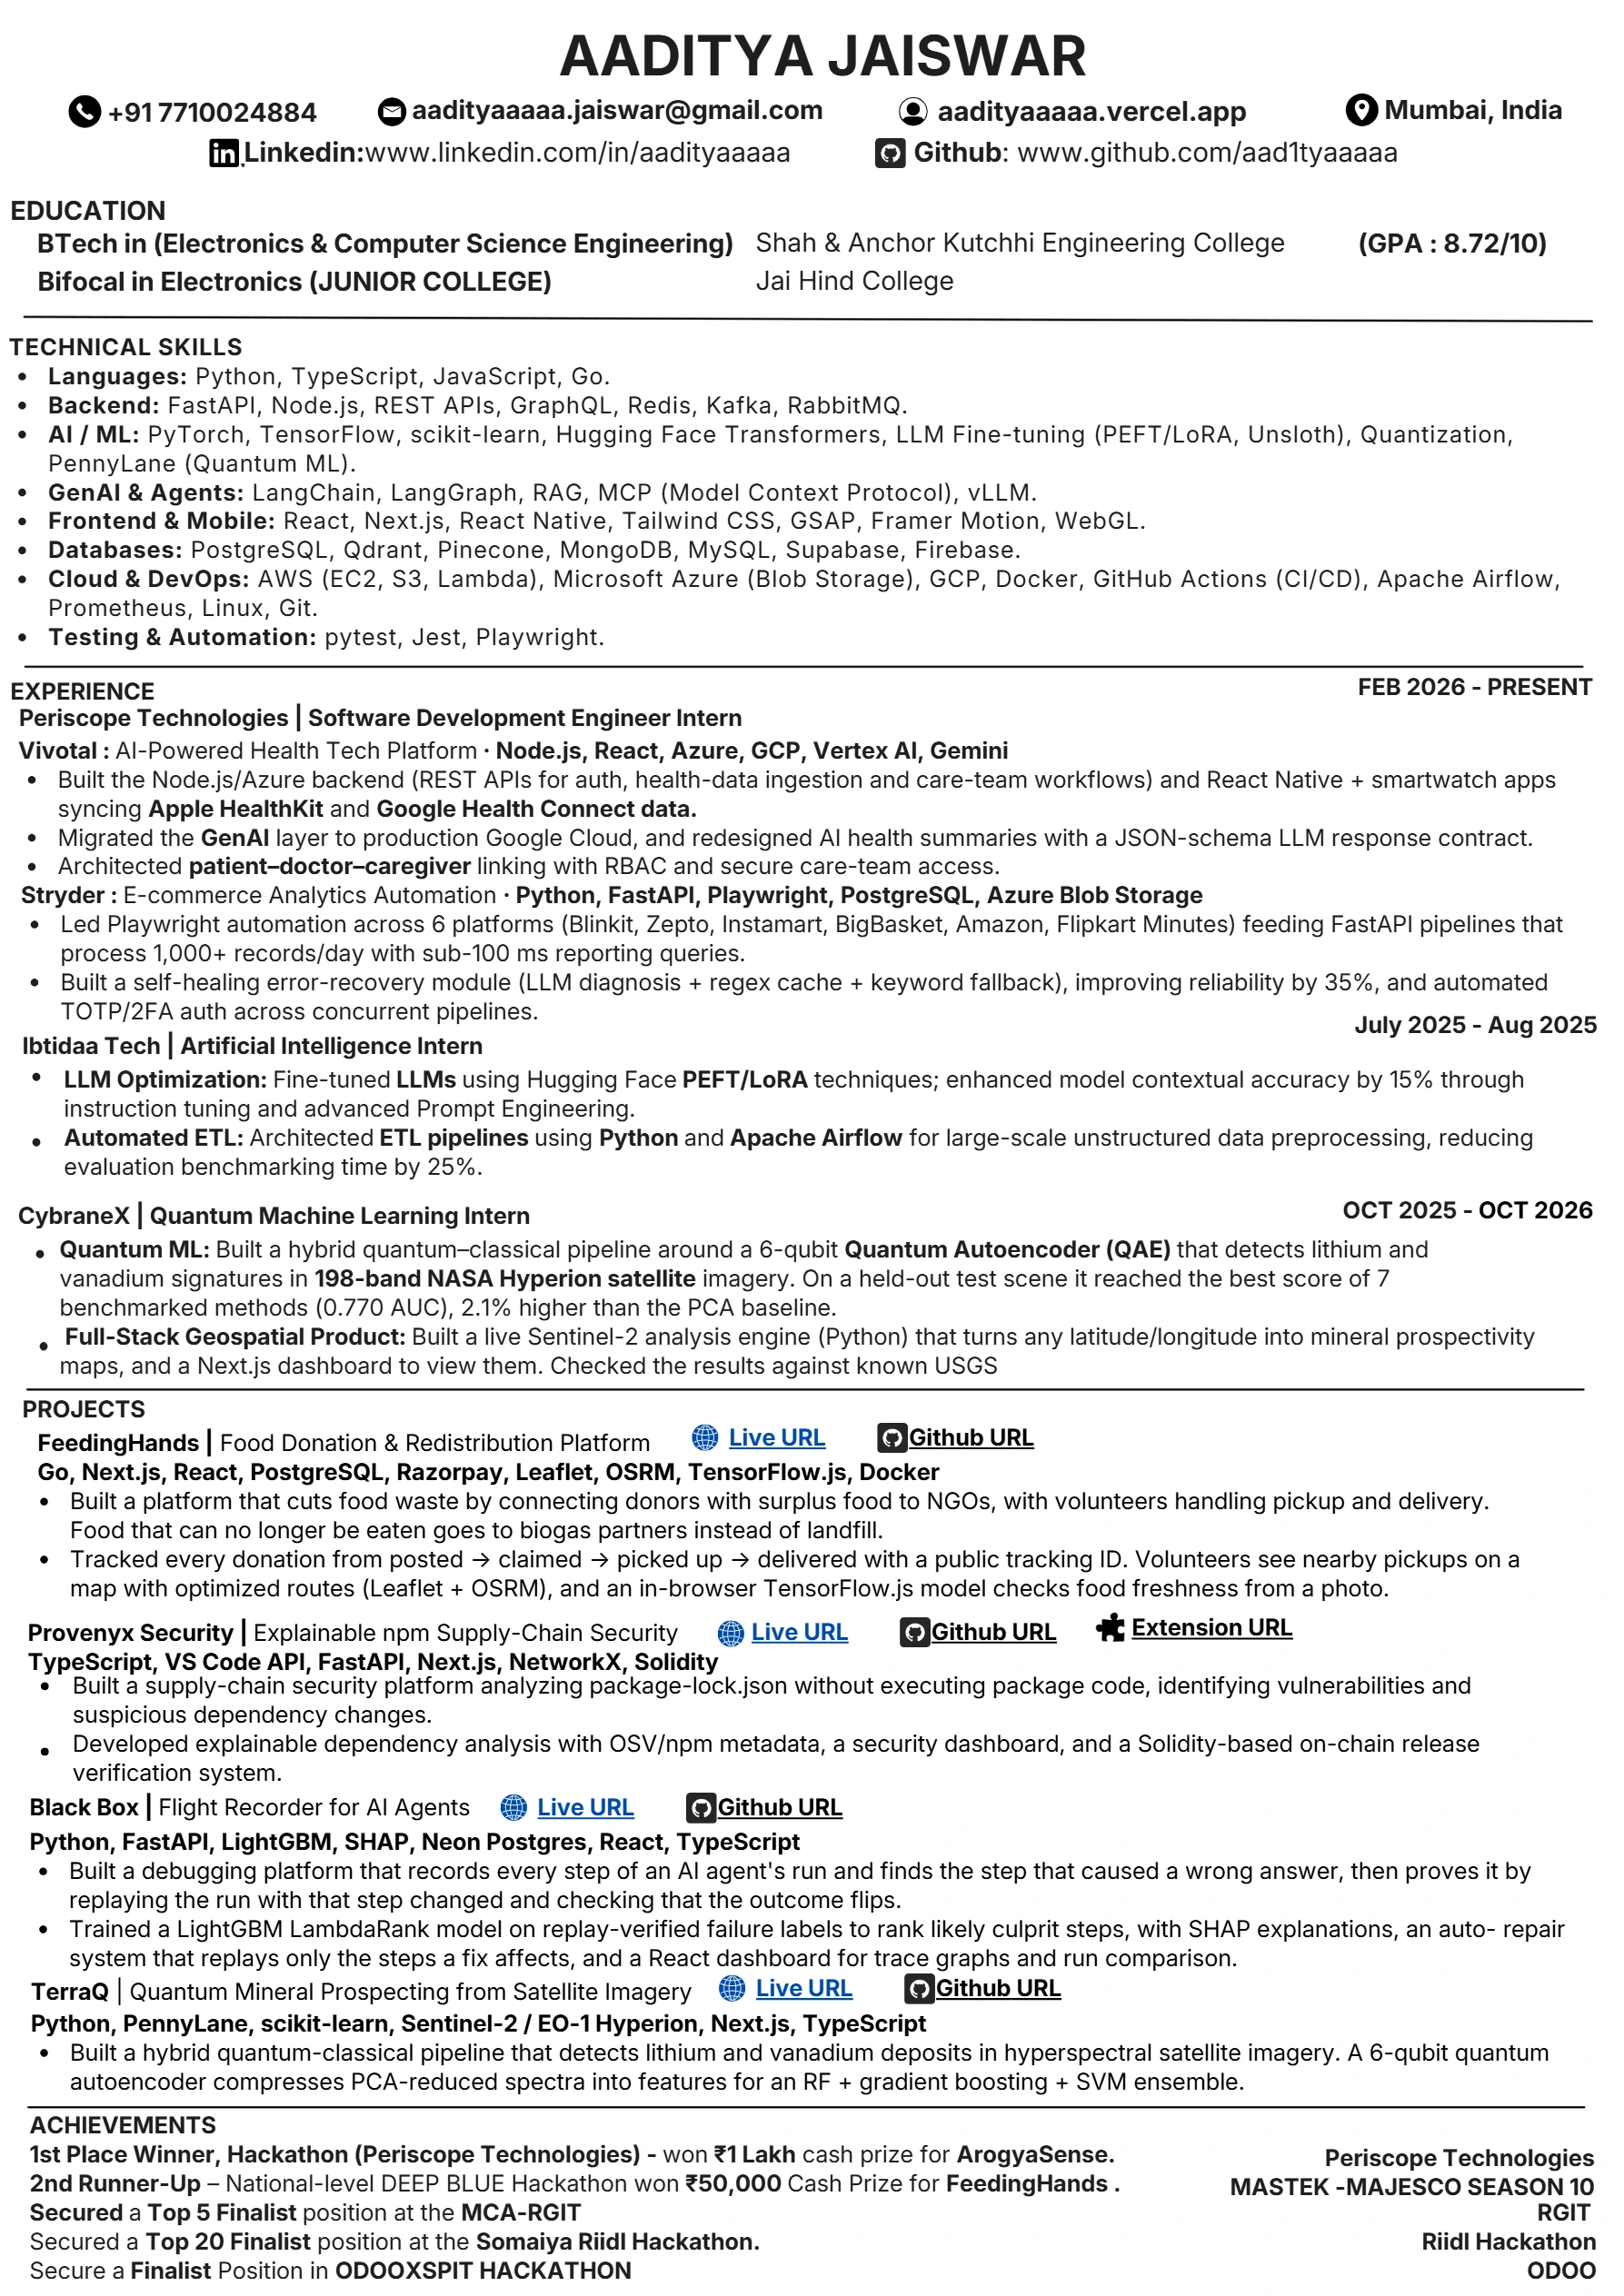 AADITYA JAISWAR
+91 7710024884 aadityaaaaa.jaiswar@gmail.com aadityaaaaa.vercel.app Mumbai, India
Linkedin:www.linkedin.com/in/aadityaaaaa Github: www.github.com/aad1tyaaaaa
EDUCATION
BTech in (Electronics & Computer Science Engineering) Shah & Anchor Kutchhi Engineering College (GPA : 8.72/10)
Bifocal in Electronics (JUNIOR COLLEGE) Jai Hind College
TECHNICAL SKILLS
• Languages: Python, TypeScript, JavaScript, Go.
• Backend: FastAPI, Node.js, REST APIs, GraphQL, Redis, Kafka, RabbitMQ.
• AI / ML: PyTorch, TensorFlow, scikit-learn, Hugging Face Transformers, LLM Fine-tuning (PEFT/LoRA, Unsloth), Quantization,
PennyLane (Quantum ML).
• GenAI & Agents: LangChain, LangGraph, RAG, MCP (Model Context Protocol), vLLM.
• Frontend & Mobile: React, Next.js, React Native, Tailwind CSS, GSAP, Framer Motion, WebGL.
• Databases: PostgreSQL, Qdrant, Pinecone, MongoDB, MySQL, Supabase, Firebase.
• Cloud & DevOps: AWS (EC2, S3, Lambda), Microsoft Azure (Blob Storage), GCP, Docker, GitHub Actions (CI/CD), Apache Airflow,
Prometheus, Linux, Git.
• Testing & Automation: pytest, Jest, Playwright.
EXPERIENCE FEB 2026 - PRESENT
Periscope Technologies | Software Development Engineer Intern
Vivotal : AI-Powered Health Tech Platform · Node.js, React, Azure, GCP, Vertex AI, Gemini
• Built the Node.js/Azure backend (REST APIs for auth, health-data ingestion and care-team workflows) and React Native + smartwatch apps
syncing Apple HealthKit and Google Health Connect data.
• Migrated the GenAI layer to production Google Cloud, and redesigned AI health summaries with a JSON-schema LLM response contract.
• Architected patient–doctor–caregiver linking with RBAC and secure care-team access.
Stryder : E-commerce Analytics Automation · Python, FastAPI, Playwright, PostgreSQL, Azure Blob Storage
• Led Playwright automation across 6 platforms (Blinkit, Zepto, Instamart, BigBasket, Amazon, Flipkart Minutes) feeding FastAPI pipelines that
process 1,000+ records/day with sub-100 ms reporting queries.
• Built a self-healing error-recovery module (LLM diagnosis + regex cache + keyword fallback), improving reliability by 35%, and automated
TOTP/2FA auth across concurrent pipelines.
July 2025 - Aug 2025
Ibtidaa Tech | Artificial Intelligence Intern
• LLM Optimization: Fine-tuned LLMs using Hugging Face PEFT/LoRA techniques; enhanced model contextual accuracy by 15% through
instruction tuning and advanced Prompt Engineering.
• Automated ETL: Architected ETL pipelines using Python and Apache Airflow for large-scale unstructured data preprocessing, reducing
evaluation benchmarking time by 25%.
CybraneX | Quantum Machine Learning Intern OCT 2025 - OCT 2026
• Quantum ML: Built a hybrid quantum–classical pipeline around a 6-qubit Quantum Autoencoder (QAE) that detects lithium and
vanadium signatures in 198-band NASA Hyperion satellite imagery. On a held-out test scene it reached the best score of 7
benchmarked methods (0.770 AUC), 2.1% higher than the PCA baseline.
• Full-Stack Geospatial Product: Built a live Sentinel-2 analysis engine (Python) that turns any latitude/longitude into mineral prospectivity
maps, and a Next.js dashboard to view them. Checked the results against known USGS
PROJECTS
FeedingHands | Food Donation & Redistribution Platform Live URL Github URL
Go, Next.js, React, PostgreSQL, Razorpay, Leaflet, OSRM, TensorFlow.js, Docker
• Built a platform that cuts food waste by connecting donors with surplus food to NGOs, with volunteers handling pickup and delivery.
Food that can no longer be eaten goes to biogas partners instead of landfill.
• Tracked every donation from posted → claimed → picked up → delivered with a public tracking ID. Volunteers see nearby pickups on a
map with optimized routes (Leaflet + OSRM), and an in-browser TensorFlow.js model checks food freshness from a photo.
Provenyx Security | Explainable npm Supply-Chain Security Live URL Github URL Extension URL
TypeScript, VS Code API, FastAPI, Next.js, NetworkX, Solidity
• Built a supply-chain security platform analyzing package-lock.json without executing package code, identifying vulnerabilities and
suspicious dependency changes.
• Developed explainable dependency analysis with OSV/npm metadata, a security dashboard, and a Solidity-based on-chain release
verification system.
Black Box | Flight Recorder for AI Agents Live URL Github URL
Python, FastAPI, LightGBM, SHAP, Neon Postgres, React, TypeScript
• Built a debugging platform that records every step of an AI agent's run and finds the step that caused a wrong answer, then proves it by
replaying the run with that step changed and checking that the outcome flips.
• Trained a LightGBM LambdaRank model on replay-verified failure labels to rank likely culprit steps, with SHAP explanations, an auto- repair
system that replays only the steps a fix affects, and a React dashboard for trace graphs and run comparison.
TerraQ | Quantum Mineral Prospecting from Satellite Imagery Live URL Github URL
Python, PennyLane, scikit-learn, Sentinel-2 / EO-1 Hyperion, Next.js, TypeScript
• Built a hybrid quantum-classical pipeline that detects lithium and vanadium deposits in hyperspectral satellite imagery. A 6-qubit quantum
autoencoder compresses PCA-reduced spectra into features for an RF + gradient boosting + SVM ensemble.
ACHIEVEMENTS
1st Place Winner, Hackathon (Periscope Technologies) - won ₹1 Lakh cash prize for ArogyaSense. Periscope Technologies
2nd Runner-Up – National-level DEEP BLUE Hackathon won ₹50,000 Cash Prize for FeedingHands . MASTEK -MAJESCO SEASON 10
Secured a Top 5 Finalist position at the MCA-RGIT RGIT
Secured a Top 20 Finalist position at the Somaiya Riidl Hackathon. Riidl Hackathon
Secure a Finalist Position in ODOOXSPIT HACKATHON ODOO